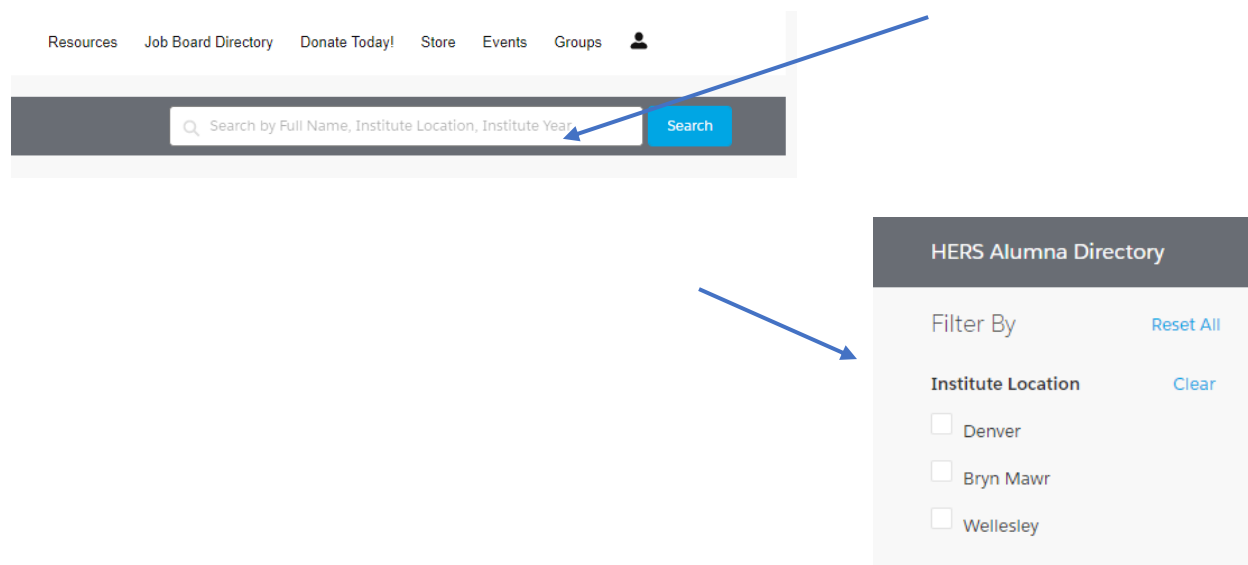 Resources Job Board Directory Donate Today! Store Events Groups
Search by Full Name, Institute Location, Institute Year Search
HERS Alumna Directory
Filter By Reset All
Institute Location Clear
Denver
Bryn Mawr
Wellesley